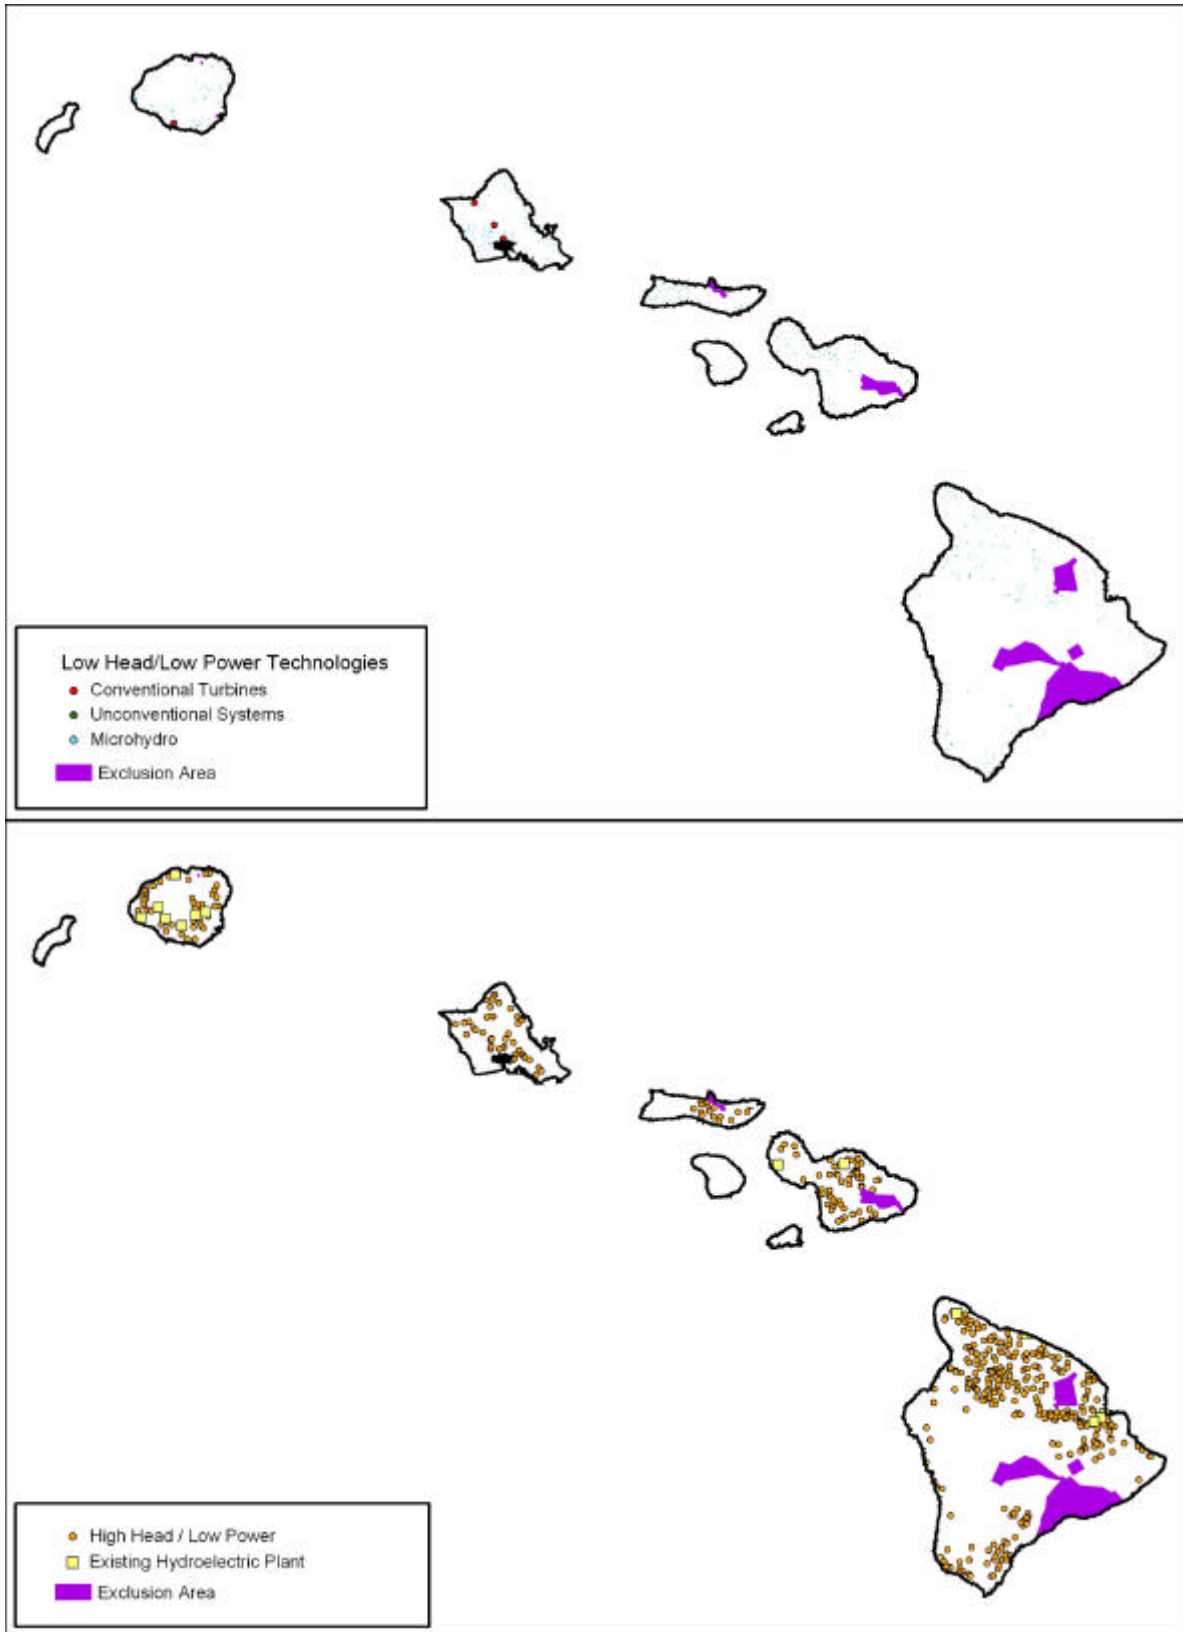 Low Head/Low Power Technologies
Conventional Turbines
Unconventional Systems
Microhydro
Exclusion Area
High Head / Low Power
Existing Hydroelectric Plant
Exclusion Area